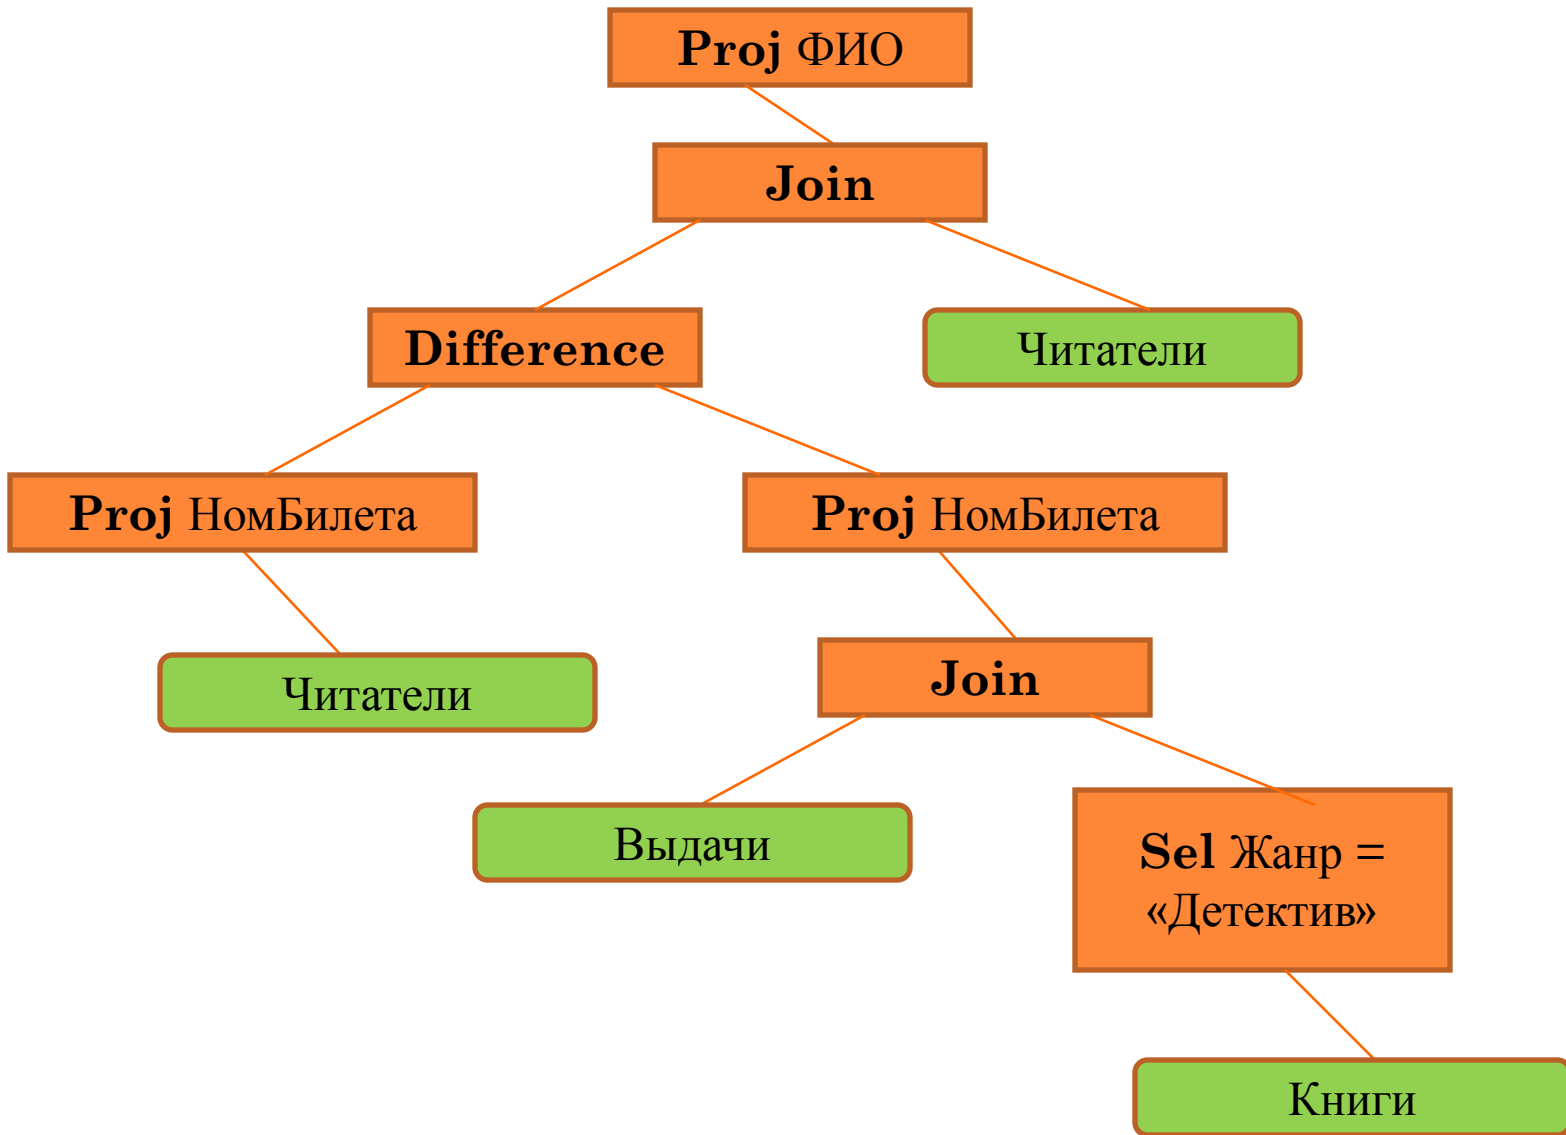 Proj ФИО
Join
Difference
Читатели
Proj НомБилета
Proj НомБилета
Читатели
Join
Выдачи
Sel Жанр =
«Детектив»
Книги